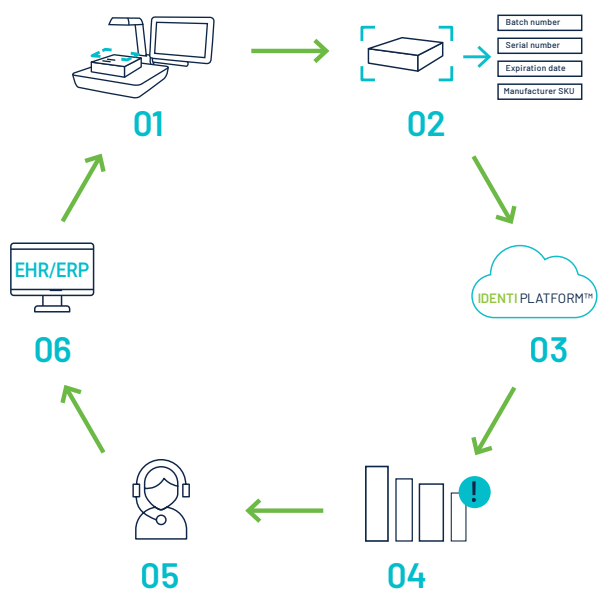 Batch number
Serial number
Expiration date
Manufacturer SKU
01
02
EHR/ERP
IDENTI PLATFORM™
06
03
!
05
04